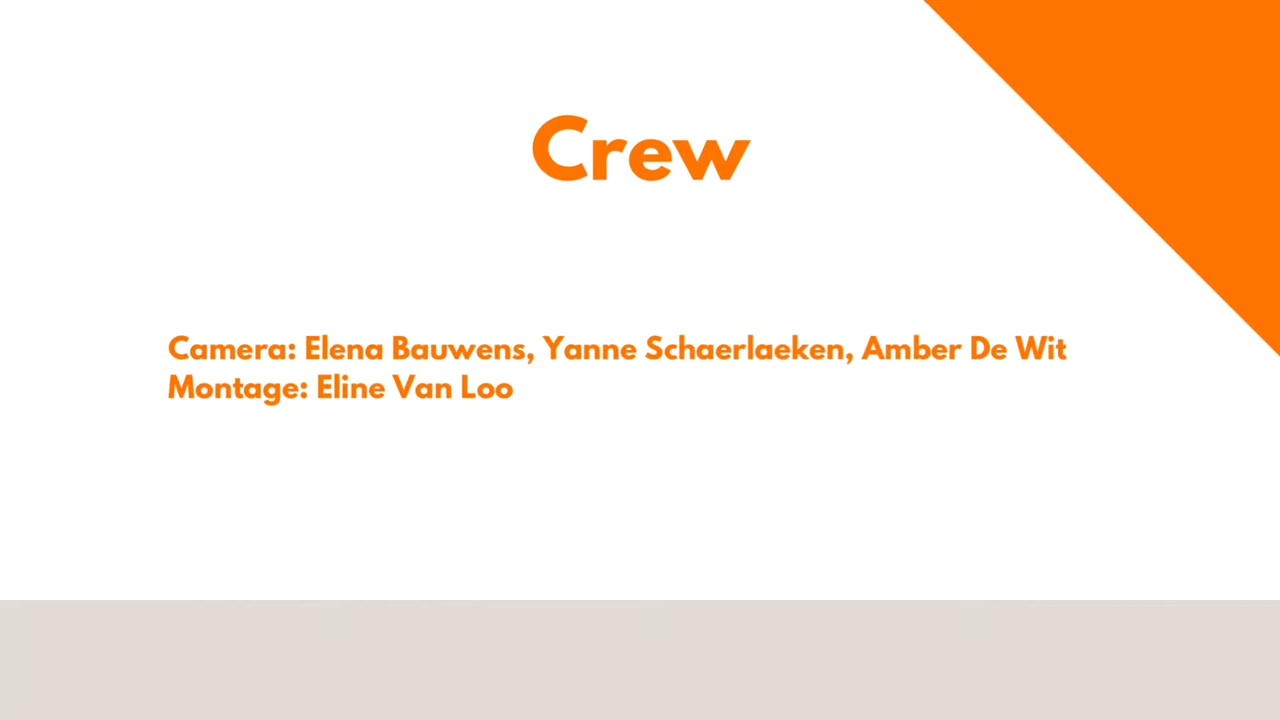 Crew
Camera: Elena Bauwens, Yanne Schaerlaeken, Amber De Wit
Montage: Eline Van Loo